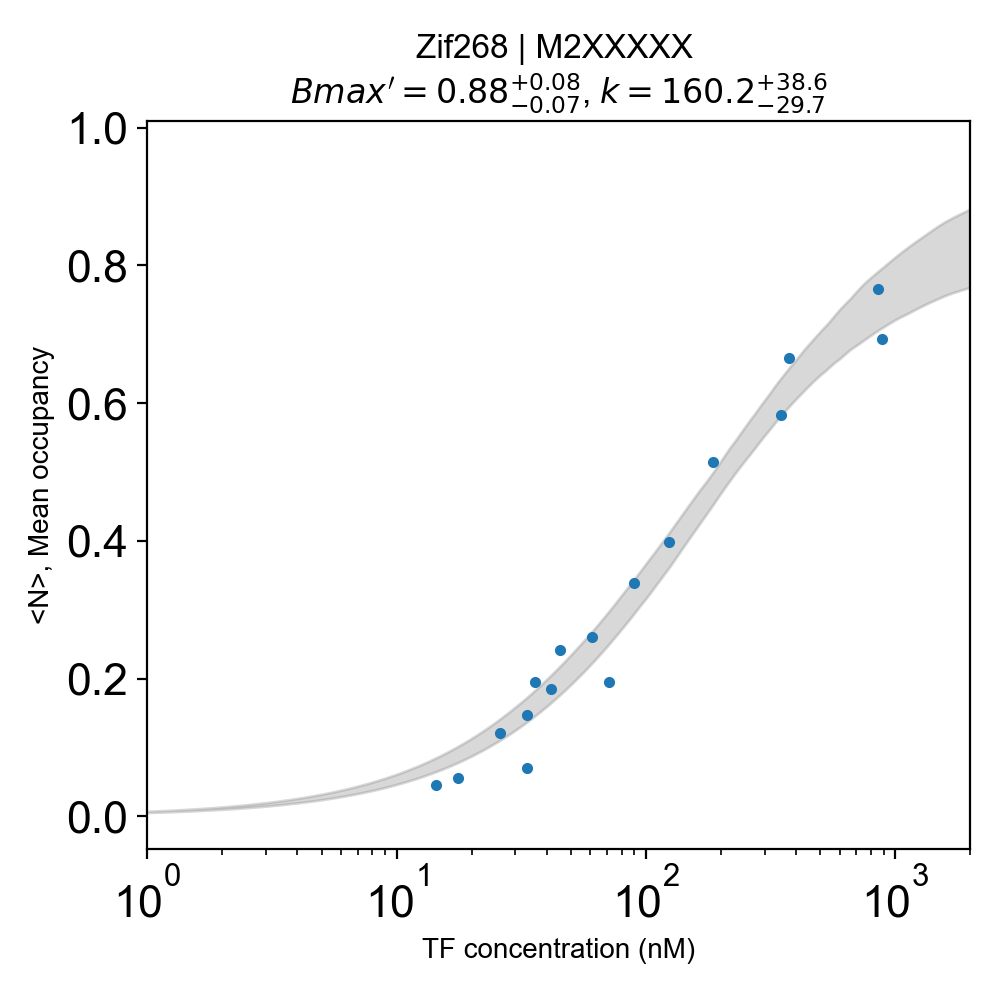 Zif268 | M2XXXXX
Bmax′ = 0.88+0.08−0.07, k = 160.2+38.6−29.7
1.0
0.8
0.6
0.4
0.2
0.0
<N>, Mean occupancy
10^0 10^1 10^2 10^3
TF concentration (nM)